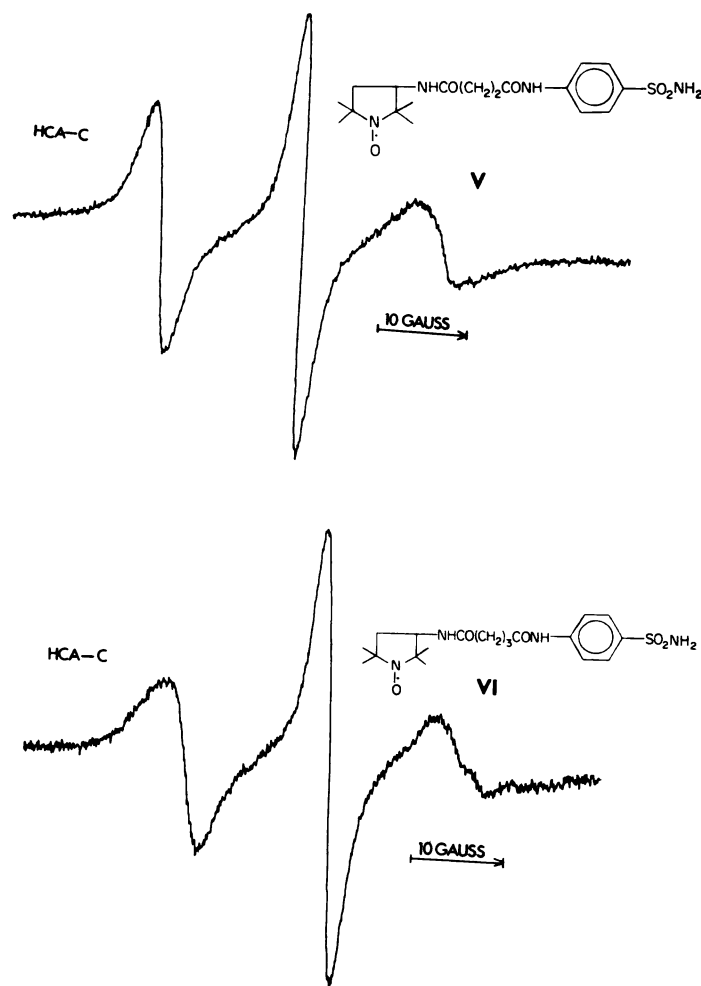 HCA-C
NHCO(CH₂)₂CONH
SO₂NH₂
N
O
V
10 GAUSS
HCA-C
NHCO(CH₂)₃CONH
SO₂NH₂
N
O
VI
10 GAUSS